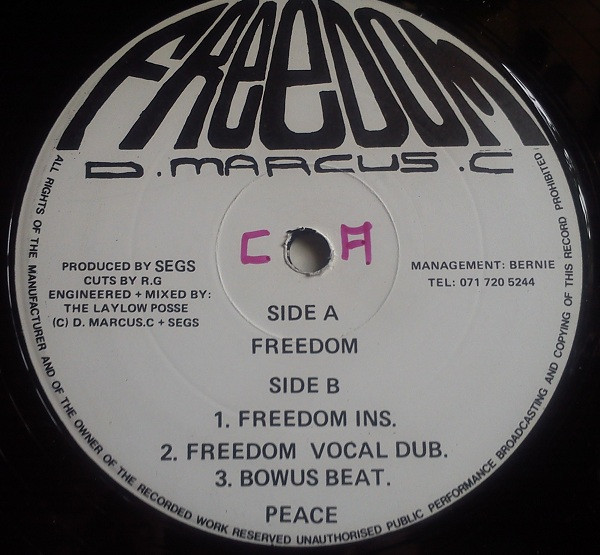 FREEDOM
D. MARCUS. C
C A
PRODUCED BY SEGS
CUTS BY R.G
ENGINEERED + MIXED BY:
THE LAYLOW POSSE
(C) D. MARCUS.C + SEGS
MANAGEMENT: BERNIE
TEL: 071 720 5244
SIDE A
FREEDOM
SIDE B
1. FREEDOM INS.
2. FREEDOM VOCAL DUB.
3. BOWUS BEAT.
PEACE
ALL RIGHTS OF THE MANUFACTURER AND OF THE OWNER OF THE RECORDED WORK RESERVED UNAUTHORISED PUBLIC PERFORMANCE BROADCASTING AND COPYING OF THIS RECORD PROHIBITED